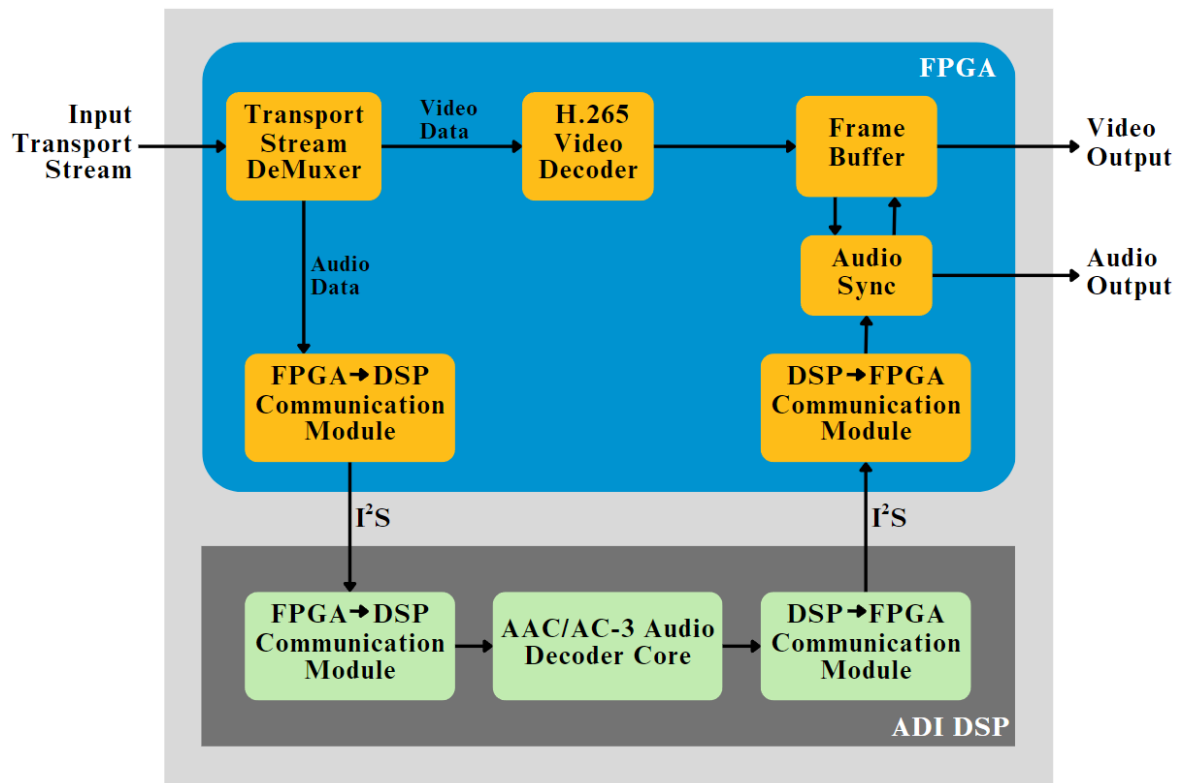 FPGA
Input
Transport
Stream
Transport
Stream
DeMuxer
Video
Data
H.265
Video
Decoder
Frame
Buffer
Video
Output
Audio
Data
Audio
Sync
Audio
Output
FPGA→DSP
Communication
Module
DSP→FPGA
Communication
Module
I²S
I²S
FPGA→DSP
Communication
Module
AAC/AC-3 Audio
Decoder Core
DSP→FPGA
Communication
Module
ADI DSP